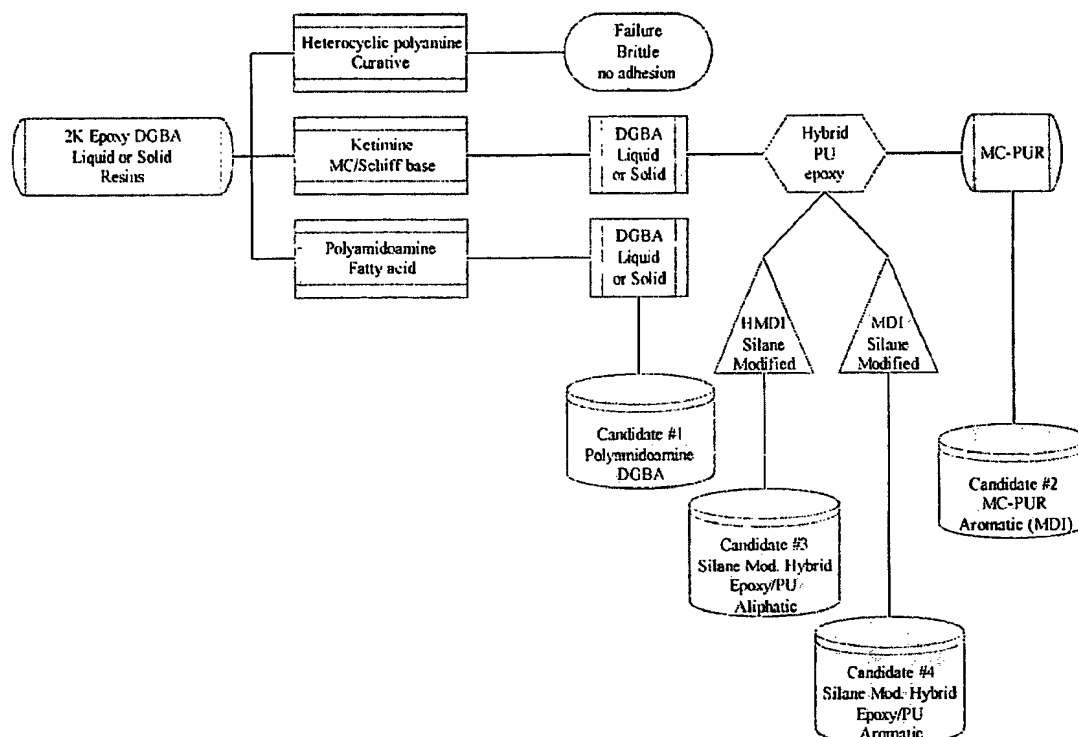 Heterocyclic polyamine
Curative
Failure
Brittle
no adhesion
2K Epoxy DGBA
Liquid or Solid
Resins
Ketimine
MC/Schiff base
DGBA
Liquid
or Solid
Hybrid
PU
epoxy
MC-PUR
Polyamidoamine
Fatty acid
DGBA
Liquid
or Solid
HMDI
Silane
Modified
MDI
Silane
Modified
Candidate #1
Polyamidoamine
DGBA
Candidate #2
MC-PUR
Aromatic (MDI)
Candidate #3
Silane Mod. Hybrid
Epoxy/PU
Aliphatic
Candidate #4
Silane Mod. Hybrid
Epoxy/PU
Aromatic